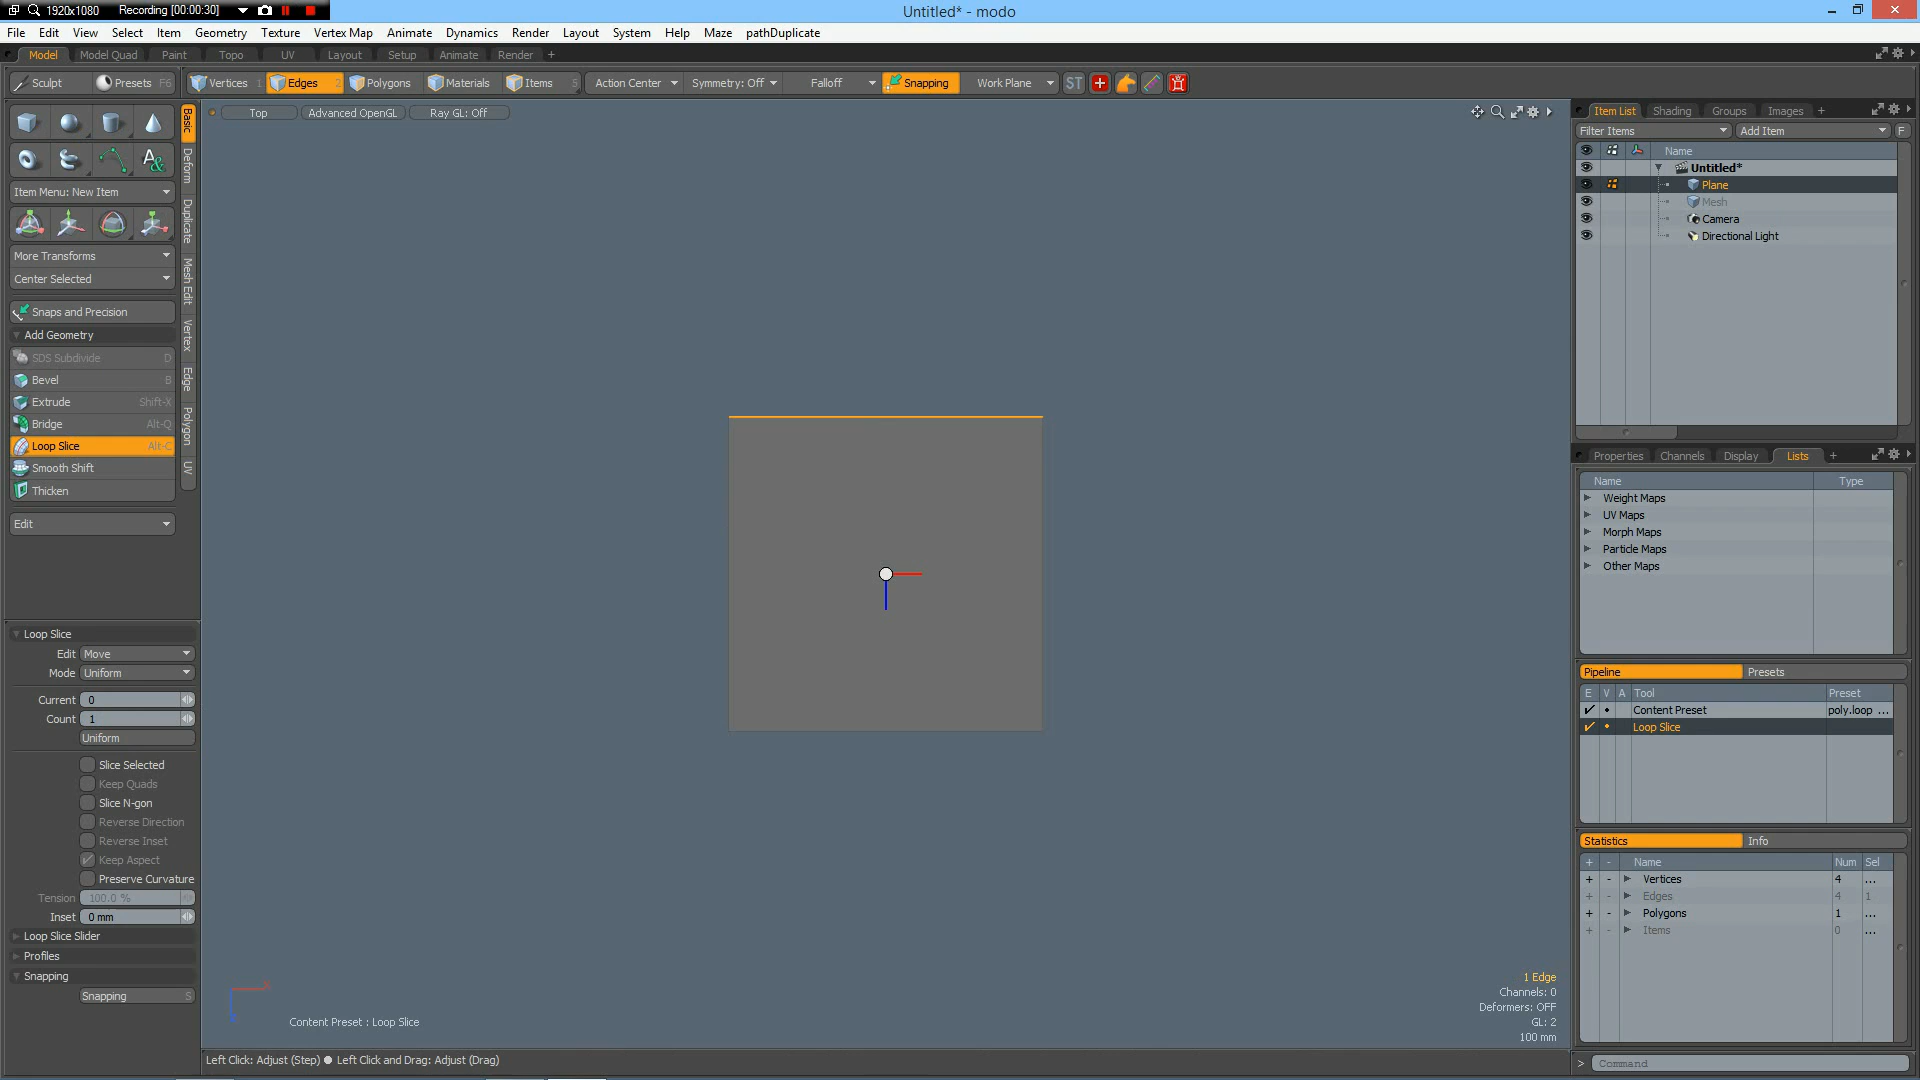 1920x1080 Recording [00:00:30]
Untitled* - modo
File Edit View Select Item Geometry Texture Vertex Map Animate Dynamics Render Layout System Help Maze pathDuplicate
Model Model Quad Paint Topo UV Layout Setup Animate Render +
Sculpt Presets F6 Vertices 1 Edges 2 Polygons Materials Items 5 Action Center Symmetry: Off Falloff Snapping Work Plane ST
Top Advanced OpenGL Ray GL: Off
Basic
Deform
Duplicate
Mesh Edit
Vertex
Edge
Polygon
UV
Item Menu: New Item
More Transforms
Center Selected
Snaps and Precision
Add Geometry
SDS Subdivide D
Bevel B
Extrude Shift-X
Bridge Alt-Q
Loop Slice Alt-C
Smooth Shift
Thicken
Edit
Loop Slice
Edit Move
Mode Uniform
Current 0
Count 1
Uniform
Slice Selected
Keep Quads
Slice N-gon
Reverse Direction
Reverse Inset
Keep Aspect
Preserve Curvature
Tension 100.0 %
Inset 0 mm
Loop Slice Slider
Profiles
Snapping
Snapping S
Content Preset : Loop Slice
1 Edge
Channels: 0
Deformers: OFF
GL: 2
100 mm
Left Click: Adjust (Step) ● Left Click and Drag: Adjust (Drag)
Item List Shading Groups Images +
Filter Items Add Item F
Name
Untitled*
Plane
Mesh
Camera
Directional Light
Properties Channels Display Lists +
Name Type
Weight Maps
UV Maps
Morph Maps
Particle Maps
Other Maps
Pipeline Presets
E V A Tool Preset
Content Preset poly.loop ...
Loop Slice
Statistics Info
+ - Name Num Sel
+ - Vertices 4 ...
+ - Edges 4 1
+ - Polygons 1 ...
+ - Items 0 ...
> Command